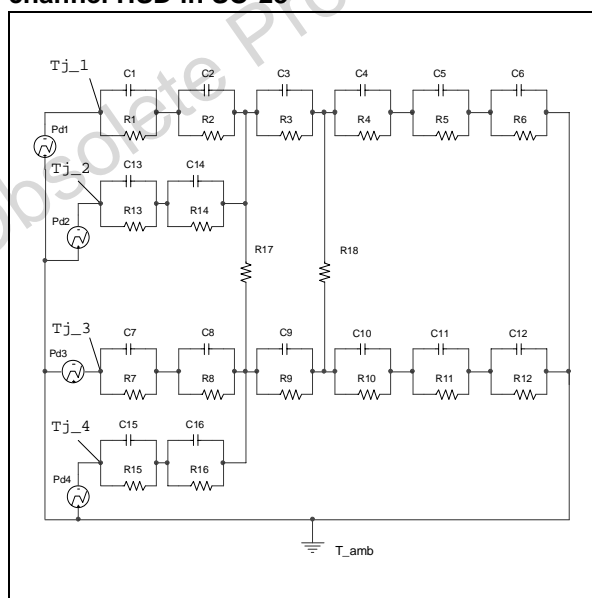 channel HSD in SO-28
Obsolete Pro
Tj_1
C1 C2 C3 C4 C5 C6
R1 R2 R3 R4 R5 R6
Pd1
Tj_2
C13 C14
R13 R14
Pd2
R17 R18
Tj_3
C7 C8 C9 C10 C11 C12
Pd3
R7 R8 R9 R10 R11 R12
Tj_4
C15 C16
R15 R16
Pd4
T_amb